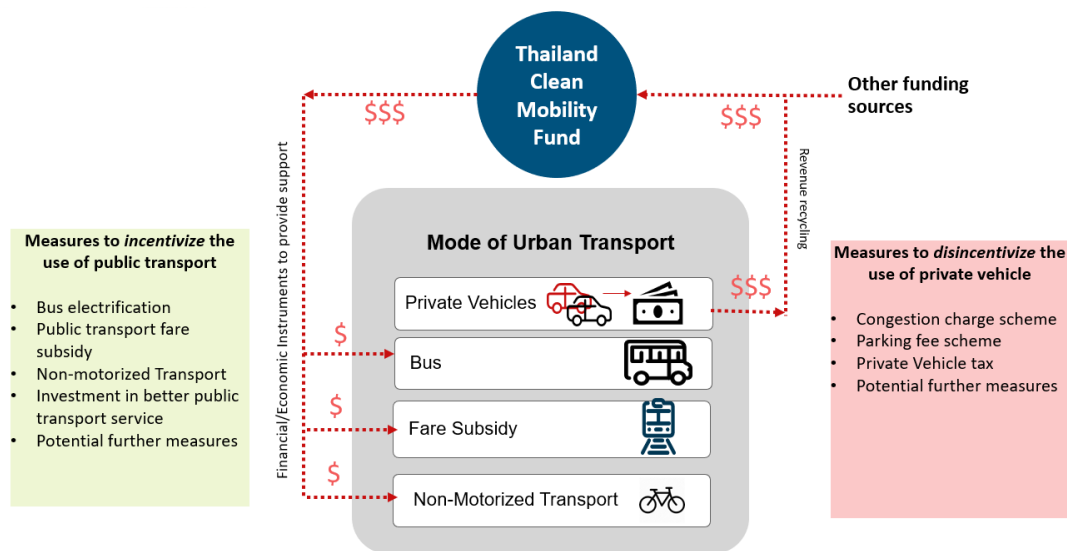 Thailand
Clean
Mobility
Fund
Other funding
sources
$$$
$$$
Financial/Economic Instruments to provide support
Revenue recycling
Measures to incentivize the
use of public transport
• Bus electrification
• Public transport fare
subsidy
• Non-motorized Transport
• Investment in better public
transport service
• Potential further measures
Mode of Urban Transport
Private Vehicles
$$$
$
Bus
$
Fare Subsidy
$
Non-Motorized Transport
Measures to disincentivize the
use of private vehicle
• Congestion charge scheme
• Parking fee scheme
• Private Vehicle tax
• Potential further measures